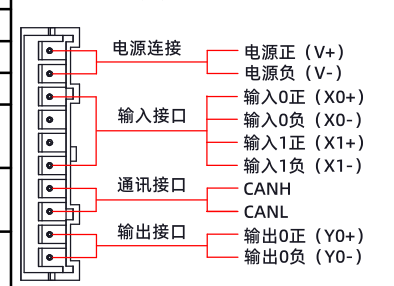 电源连接
电源正（V+）
电源负（V-）
输入接口
输入0正（X0+）
输入0负（X0-）
输入1正（X1+）
输入1负（X1-）
通讯接口
CANH
CANL
输出接口
输出0正（Y0+）
输出0负（Y0-）